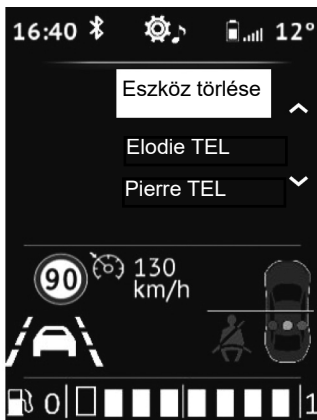 16:40 12°
Eszköz törlése
Elodie TEL
Pierre TEL
90 130
km/h
0 1